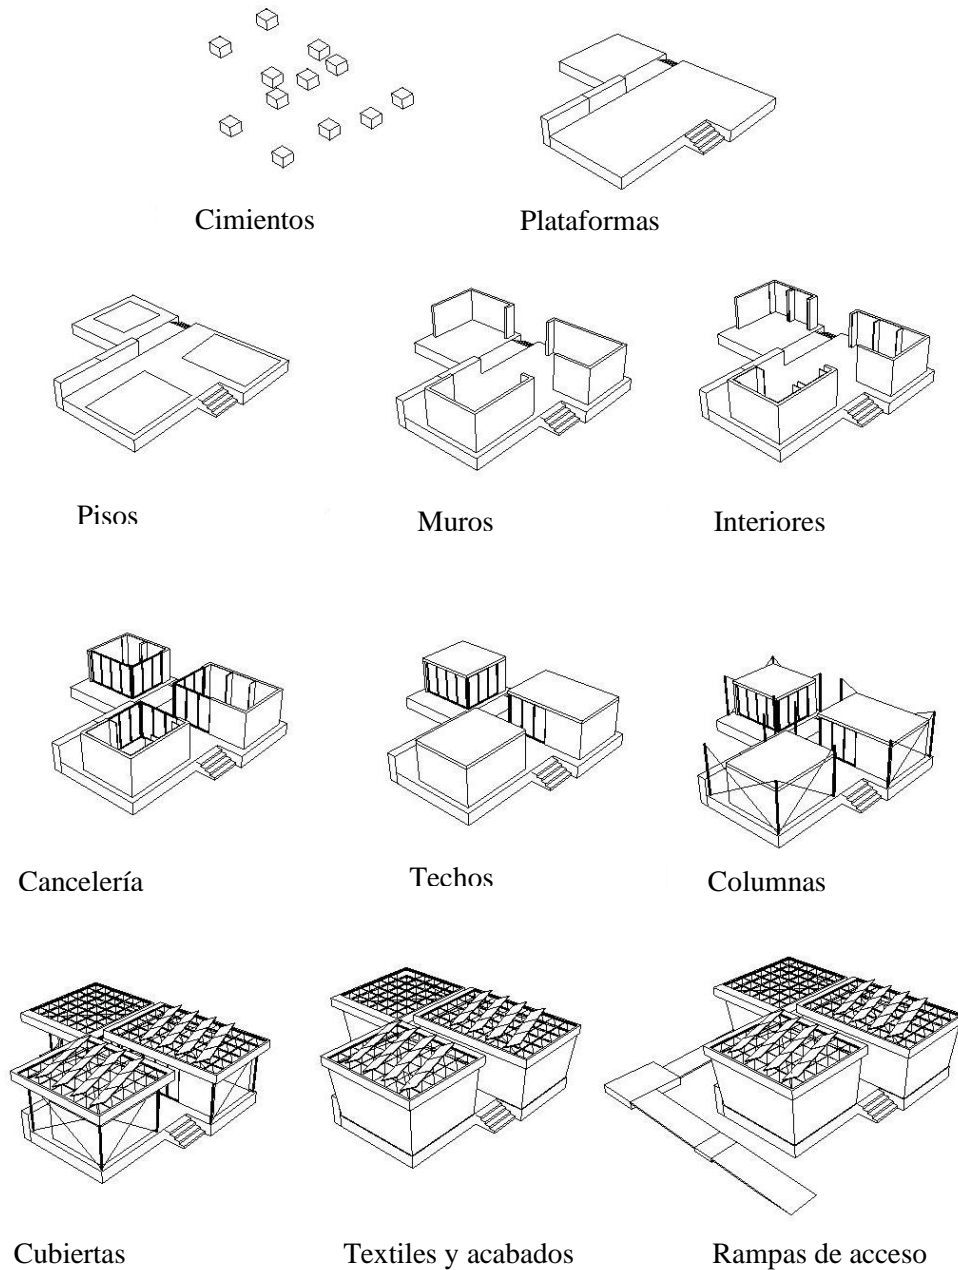 Cimientos
Plataformas
Pisos
Muros
Interiores
Cancelería
Techos
Columnas
Cubiertas
Textiles y acabados
Rampas de acceso